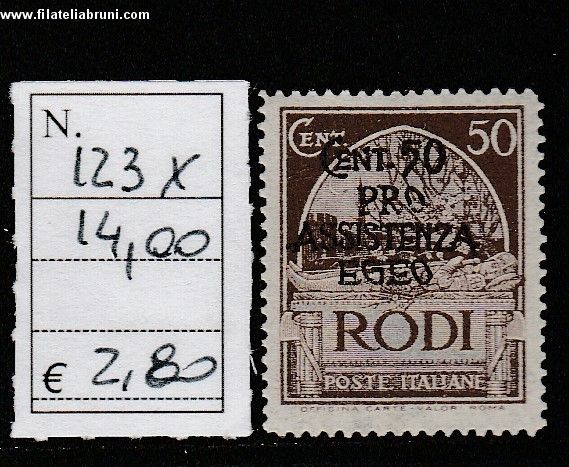 www.filateliabruni.com
N.
123 x
14,00
€ 2,80
CENT. 50
CENT. 50
PRO
ASSISTENZA
EGEO
RODI
POSTE ITALIANE
OFFICINA CARTE-VALORI ROMA